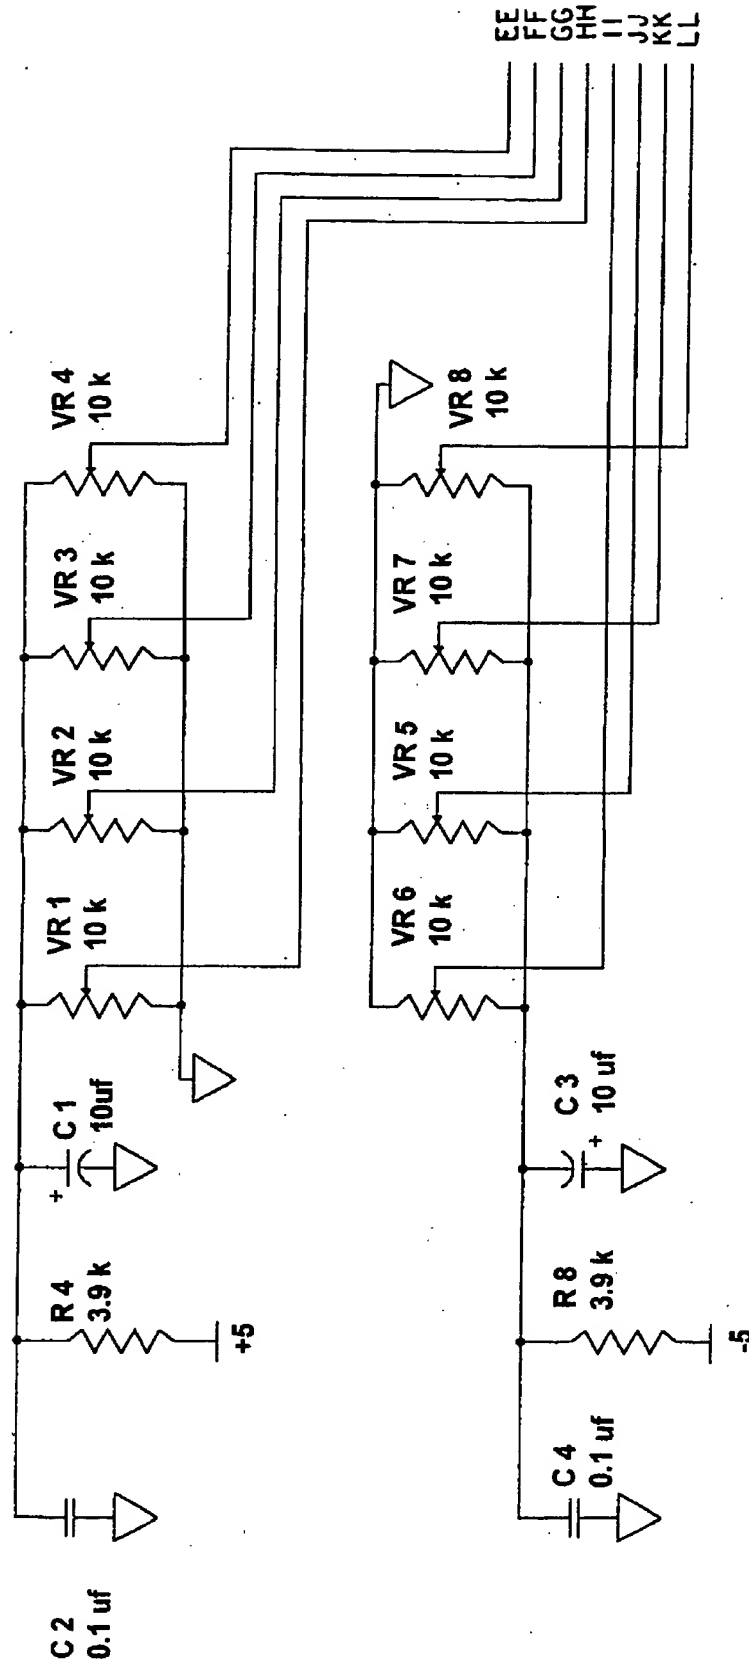 C 2
0.1 uf
R 4
3.9 k
+5
C 1
10uf
+
VR 1
10 k
VR 2
10 k
VR 3
10 k
VR 4
10 k
C 4
0.1 uf
R 8
3.9 k
-5
C 3
10 uf
+
VR 6
10 k
VR 5
10 k
VR 7
10 k
VR 8
10 k
EE
FF
GG
HH
II
JJ
KK
LL